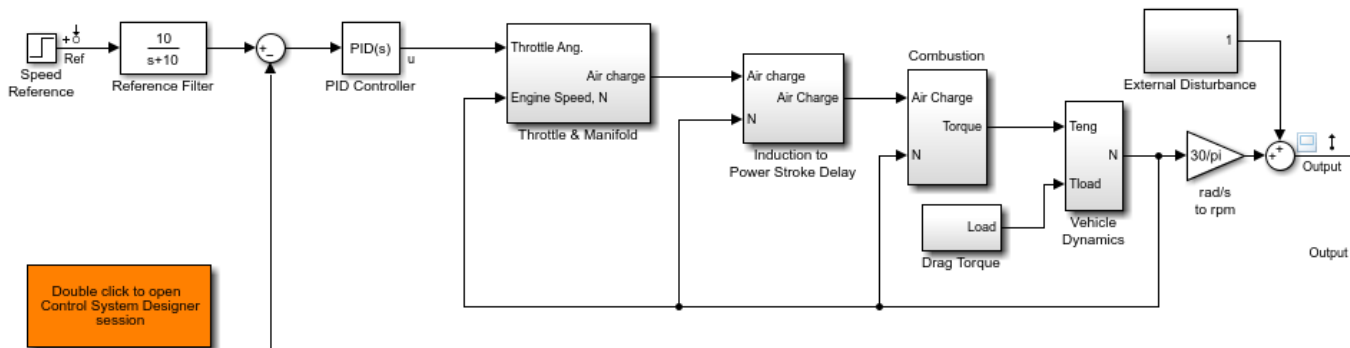 Ref
Speed
Reference
10
s+10
Reference Filter
+
−
PID(s)
u
PID Controller
Throttle Ang.
Air charge
Engine Speed, N
Throttle & Manifold
Air charge
Air Charge
N
Induction to
Power Stroke Delay
Combustion
Air Charge
Torque
N
Load
Drag Torque
Teng
N
Tload
Vehicle
Dynamics
1
External Disturbance
30/pi
rad/s
to rpm
+
+
Output
Output
Double click to open
Control System Designer
session